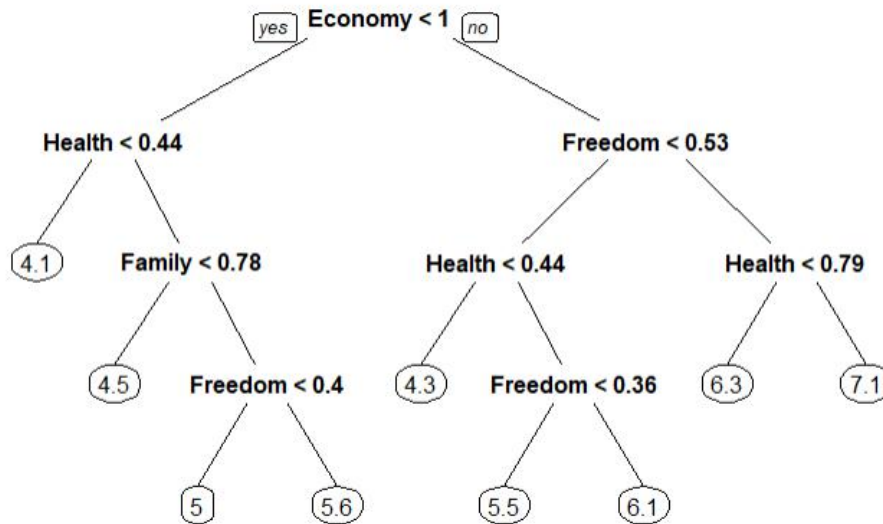 yes Economy < 1 no
Health < 0.44 Freedom < 0.53
4.1 Family < 0.78 Health < 0.44 Health < 0.79
4.5 Freedom < 0.4 4.3 Freedom < 0.36 6.3 7.1
5 5.6 5.5 6.1